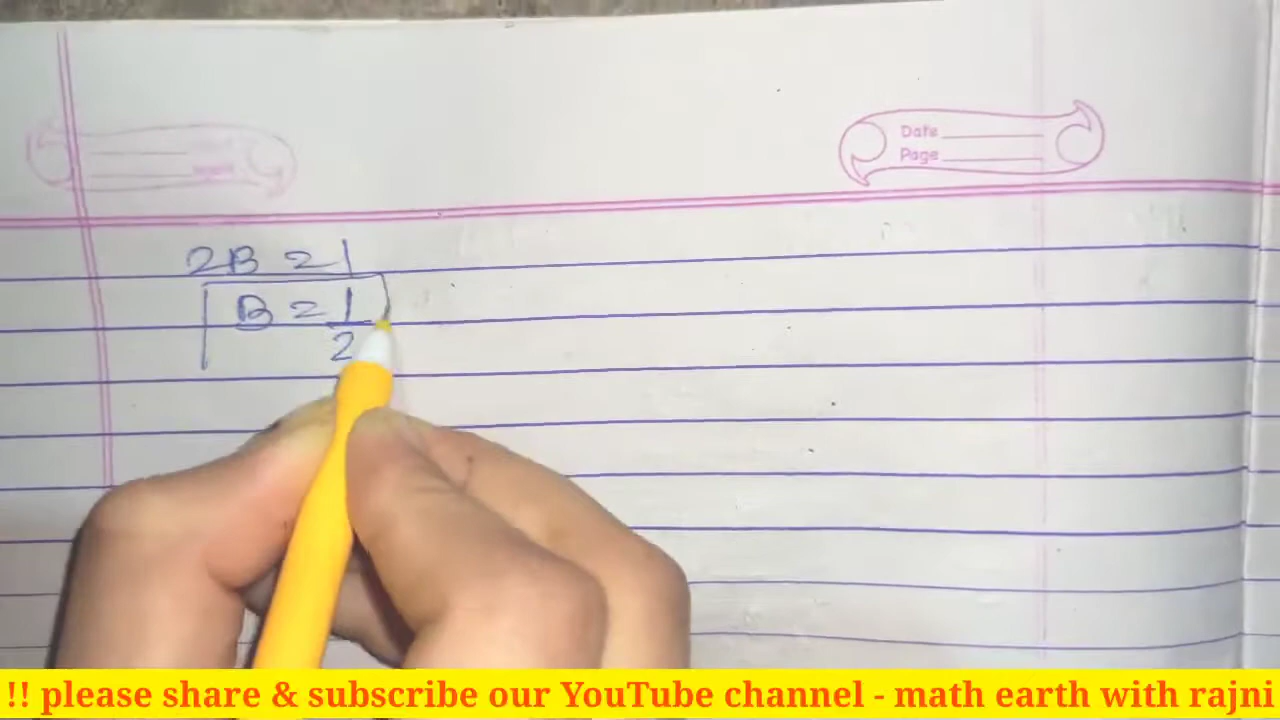 Date
Page
2B = 1
B = 1
2
!! please share & subscribe our YouTube channel - math earth with rajni